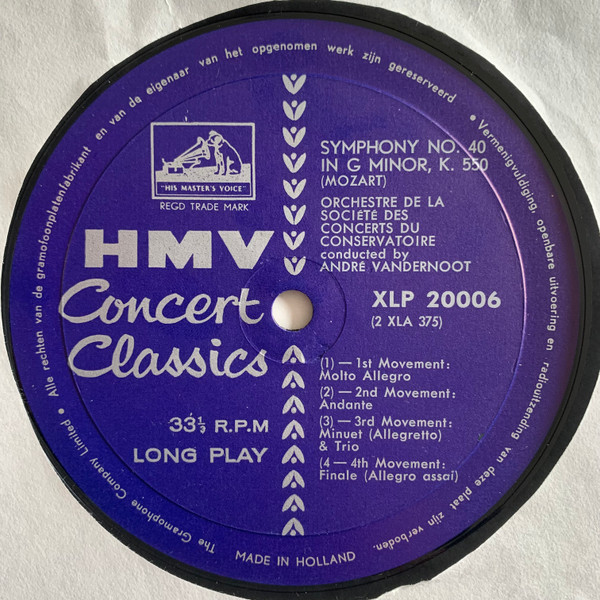 Alle rechten van de gramofoonplatenfabrikant en van de eigenaar van het opgenomen werk zijn gereserveerd • Vermenigvuldiging, openbare uitvoering en radiouitzending van deze plaat zijn verboden.
"HIS MASTER'S VOICE"
REGD TRADE MARK
HMV
Concert
Classics
33⅓ R.P.M
LONG PLAY
SYMPHONY NO. 40
IN G MINOR, K. 550
(MOZART)
ORCHESTRE DE LA
SOCIÉTÉ DES
CONCERTS DU
CONSERVATOIRE
conducted by
ANDRÉ VANDERNOOT
XLP 20006
(2 XLA 375)
(1) — 1st Movement:
Molto Allegro
(2) — 2nd Movement:
Andante
(3) — 3rd Movement:
Minuet (Allegretto)
& Trio
(4 — 4th Movement:
Finale (Allegro assai)
The Gramophone Company Limited •
MADE IN HOLLAND